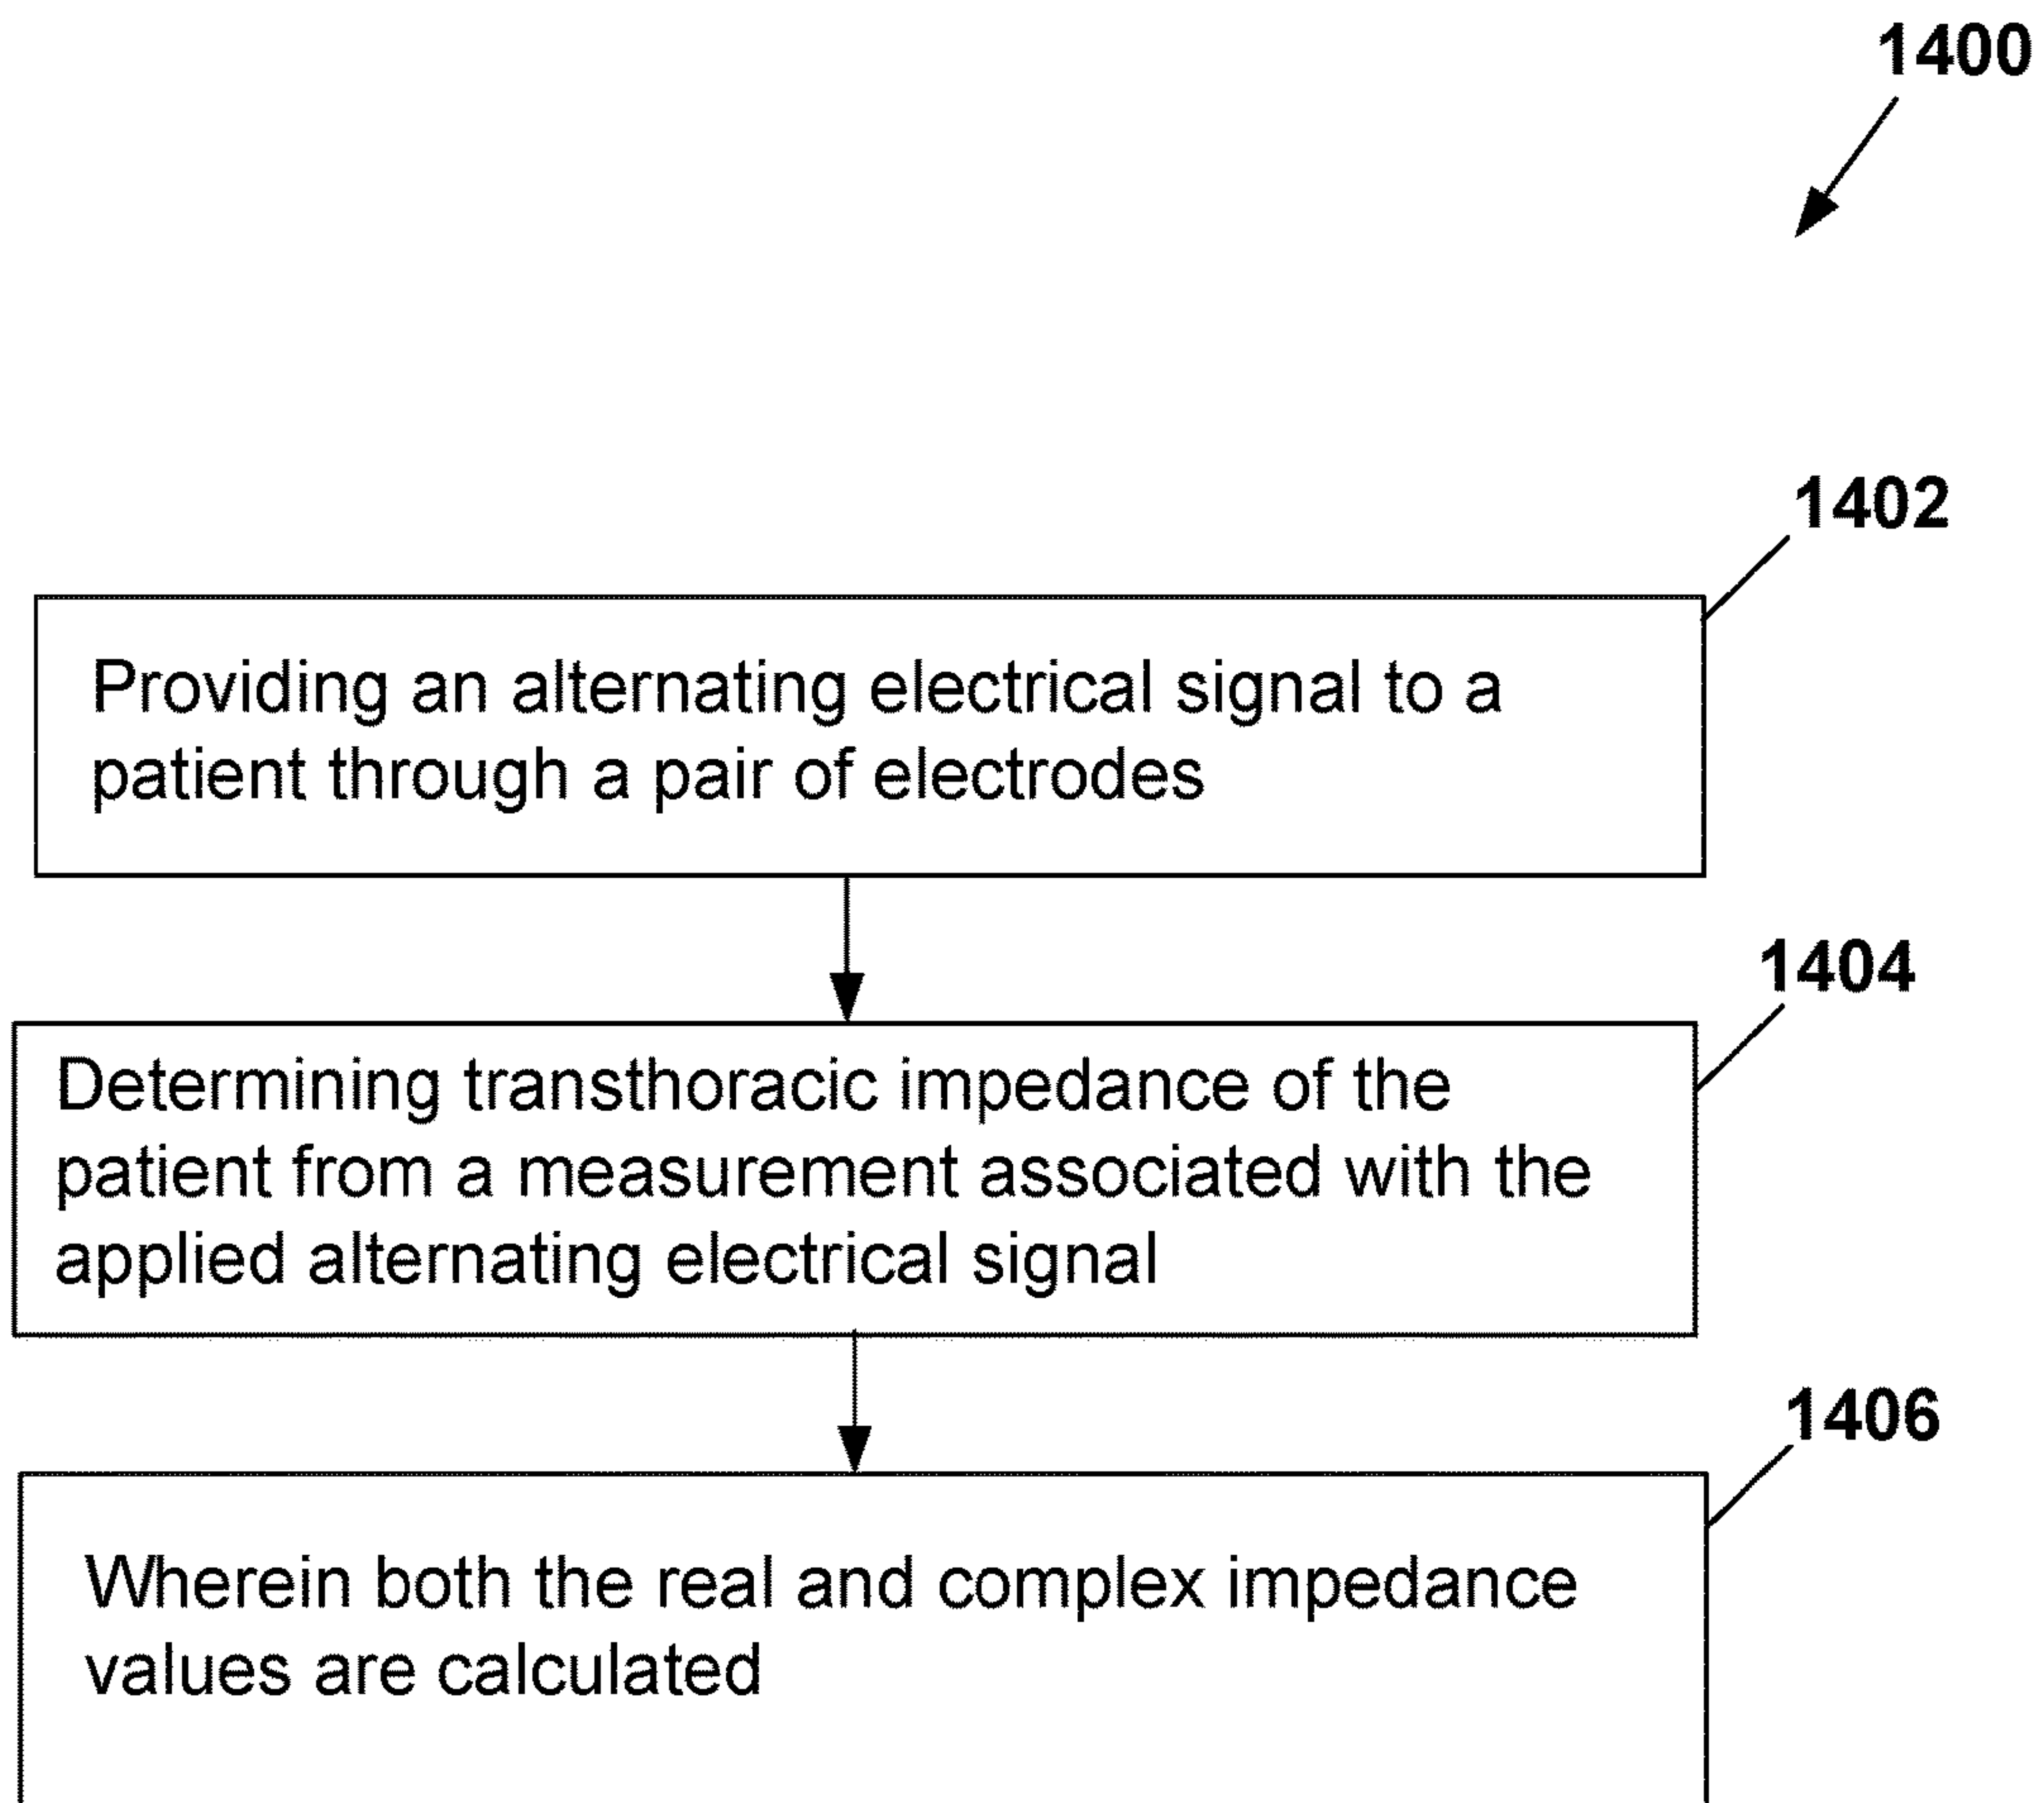 1400
1402
Providing an alternating electrical signal to a
patient through a pair of electrodes
1404
Determining transthoracic impedance of the
patient from a measurement associated with the
applied alternating electrical signal
1406
Wherein both the real and complex impedance
values are calculated